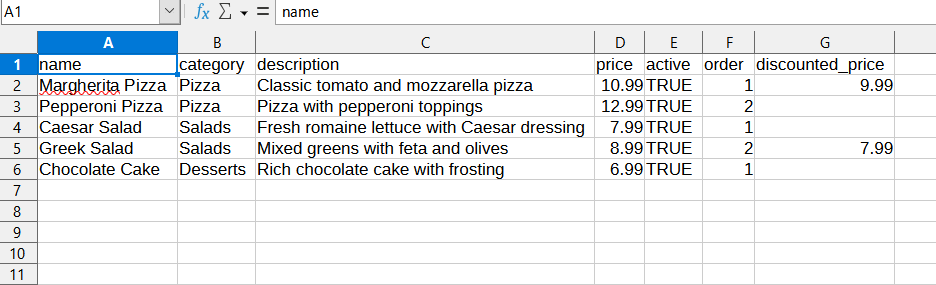 A1 fx Σ = name
A B C D E F G
1 name category description price active order discounted_price
2 Margherita Pizza Pizza Classic tomato and mozzarella pizza 10.99 TRUE 1 9.99
3 Pepperoni Pizza Pizza Pizza with pepperoni toppings 12.99 TRUE 2
4 Caesar Salad Salads Fresh romaine lettuce with Caesar dressing 7.99 TRUE 1
5 Greek Salad Salads Mixed greens with feta and olives 8.99 TRUE 2 7.99
6 Chocolate Cake Desserts Rich chocolate cake with frosting 6.99 TRUE 1
7
8
9
10
11